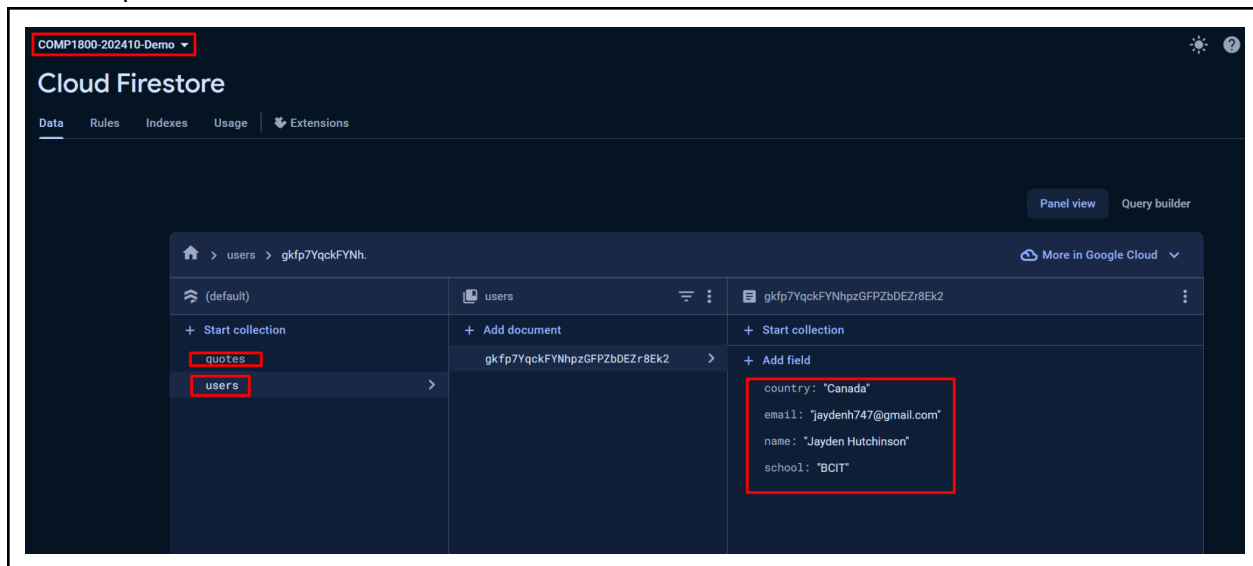 COMP1800-202410-Demo
Cloud Firestore
Data Rules Indexes Usage Extensions
Panel view Query builder
> users > gkfp7YqckFYNh.
More in Google Cloud
(default)
users
gkfp7YqckFYNhpzGFPZbDEZr8Ek2
+ Start collection
+ Add document
+ Start collection
quotes
gkfp7YqckFYNhpzGFPZbDEZr8Ek2 >
+ Add field
users >
country: "Canada"
email: "jaydenh747@gmail.com"
name: "Jayden Hutchinson"
school: "BCIT"